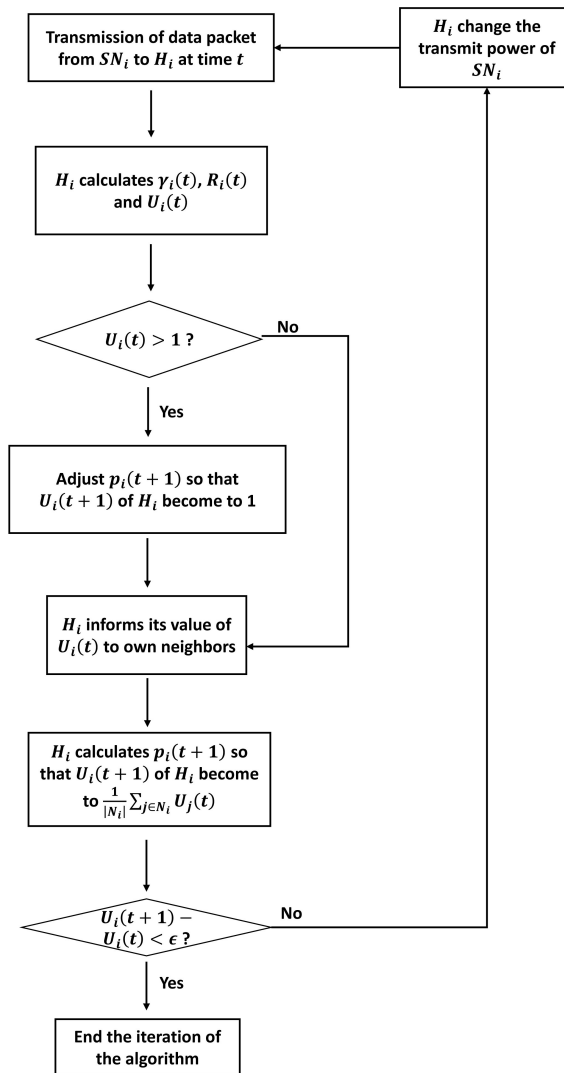 Transmission of data packet
from SN_i to H_i at time t
H_i change the
transmit power of
SN_i
H_i calculates γ_i(t), R_i(t)
and U_i(t)
U_i(t) > 1 ?
No
Yes
Adjust p_i(t + 1) so that
U_i(t + 1) of H_i become to 1
H_i informs its value of
U_i(t) to own neighbors
H_i calculates p_i(t + 1) so
that U_i(t + 1) of H_i become
to 1/|N_i| ∑_{j∈N_i} U_j(t)
U_i(t + 1) −
U_i(t) < ϵ ?
No
Yes
End the iteration of
the algorithm